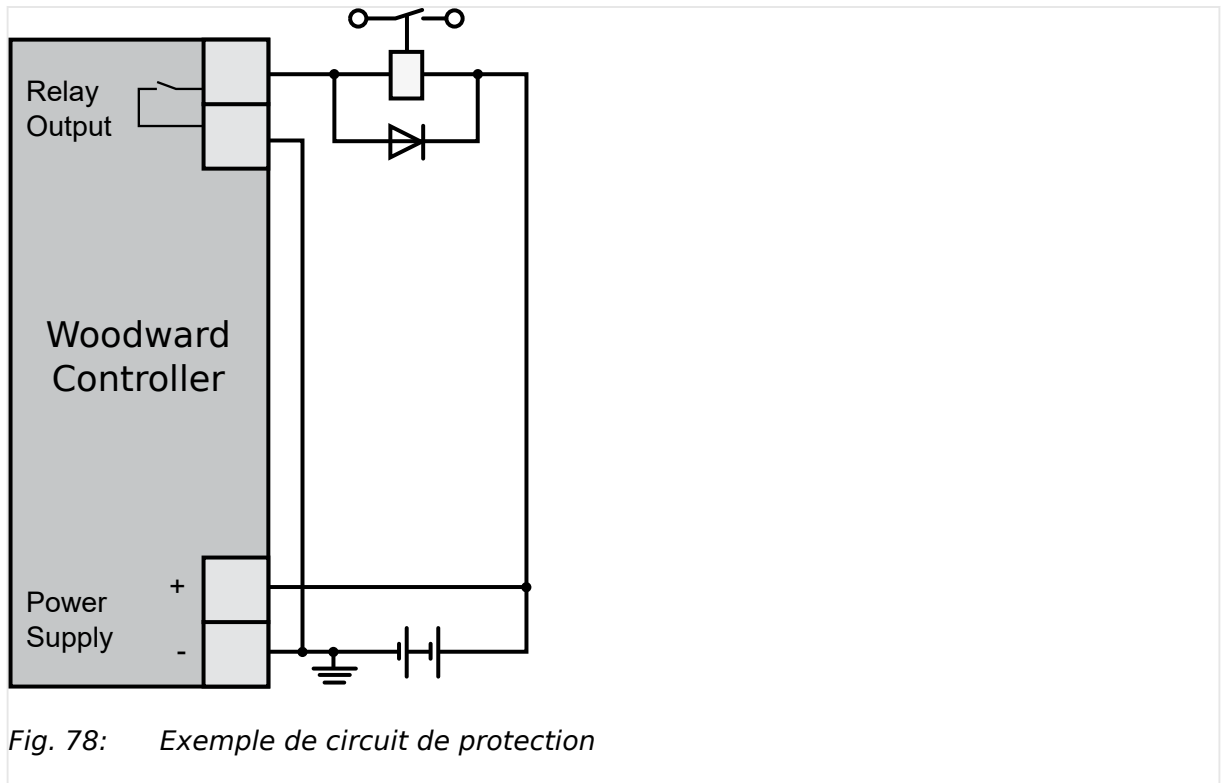 Relay
Output
Woodward
Controller
+
Power
Supply
-
Fig. 78: Exemple de circuit de protection